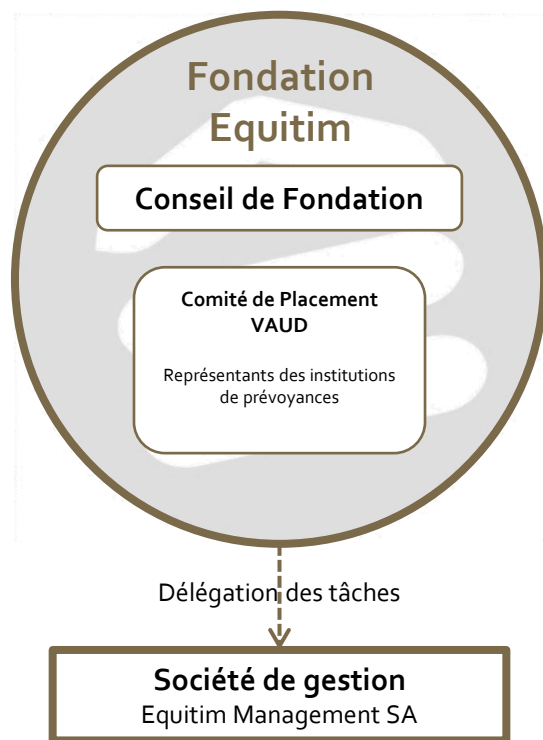 Fondation
Equitim
Conseil de Fondation
Comité de Placement
VAUD
Représentants des institutions
de prévoyances
Délégation des tâches
Société de gestion
Equitim Management SA